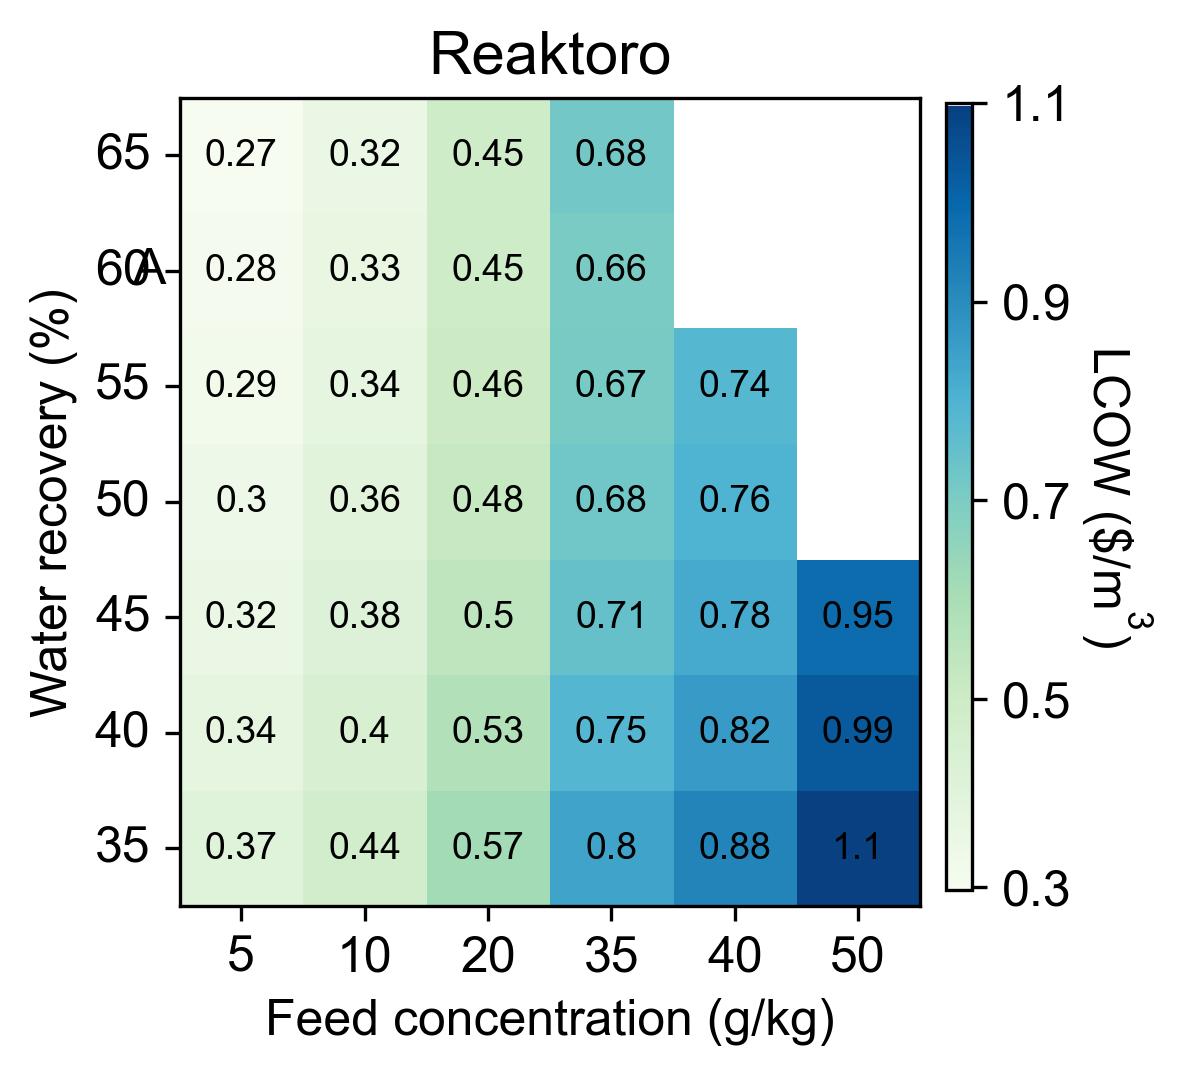 Reaktoro
65 0.27 0.32 0.45 0.68
60 A 0.28 0.33 0.45 0.66
55 0.29 0.34 0.46 0.67 0.74
50 0.3 0.36 0.48 0.68 0.76
45 0.32 0.38 0.5 0.71 0.78 0.95
40 0.34 0.4 0.53 0.75 0.82 0.99
35 0.37 0.44 0.57 0.8 0.88 1.1
5 10 20 35 40 50
Feed concentration (g/kg)
Water recovery (%)
1.1
0.9
0.7
0.5
0.3
LCOW ($/m³)